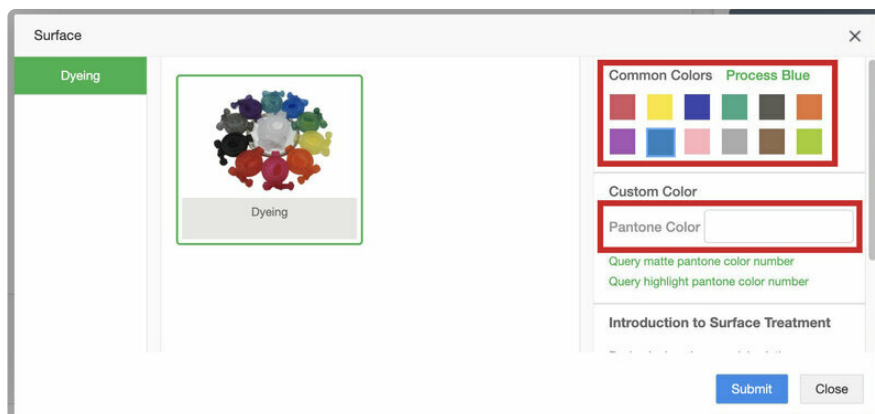 Surface
Dyeing
Common Colors Process Blue
Dyeing
Custom Color
Pantone Color
Query matte pantone color number
Query highlight pantone color number
Introduction to Surface Treatment
Submit Close